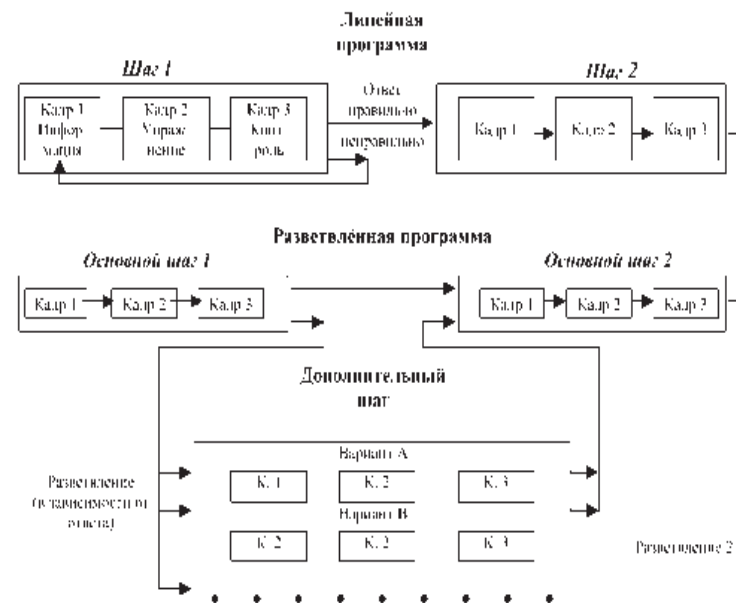 Линейная
программа
Шаг 1
Шаг 2
Кадр 1
Инфор-
мация
Кадр 2
Упраж-
нение
Кадр 3
Конт-
роль
Ответ
правильно
неправильно
Кадр 1
Кадр 2
Кадр 3
Разветвлённая программа
Основной шаг 1
Основной шаг 2
Кадр 1
Кадр 2
Кадр 3
Кадр 1
Кадр 2
Кадр 3
Дополнительный
шаг
Вариант А
К. 1
К. 2
К. 3
Разветвление
(в зависимости от
ответа)
Вариант В
К. 2
К. 2
К. 3
Разветвление 2